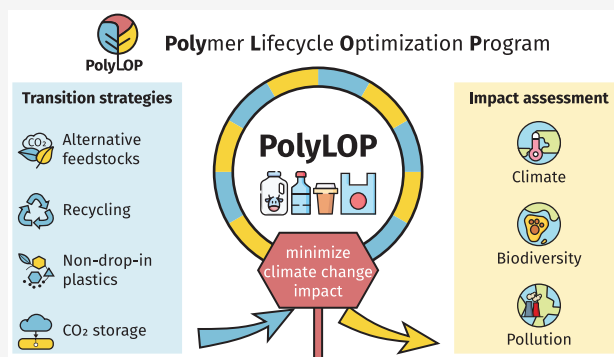 PolyLOP
Polymer Lifecycle Optimization Program
Transition strategies
CO₂
Alternative
feedstocks
Recycling
Non-drop-in
plastics
CO₂ storage
PolyLOP
minimize
climate change
impact
Impact assessment
Climate
Biodiversity
Pollution